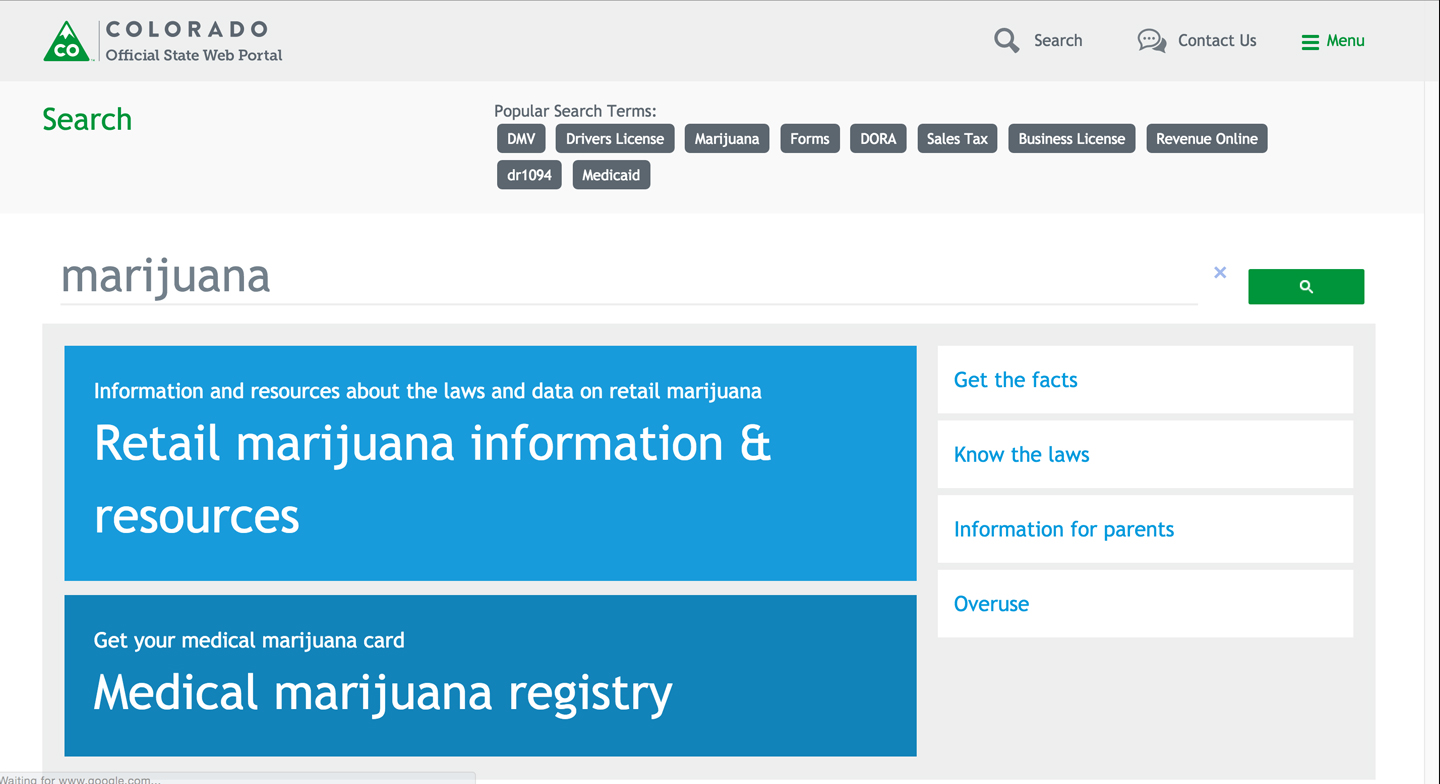 COLORADO
Official State Web Portal
CO
Search
Contact Us
Menu
Search
Popular Search Terms:
DMV Drivers License Marijuana Forms DORA Sales Tax Business License Revenue Online
dr1094 Medicaid
marijuana
Information and resources about the laws and data on retail marijuana
Retail marijuana information &
resources
Get your medical marijuana card
Medical marijuana registry
Get the facts
Know the laws
Information for parents
Overuse
Waiting for www.google.com...